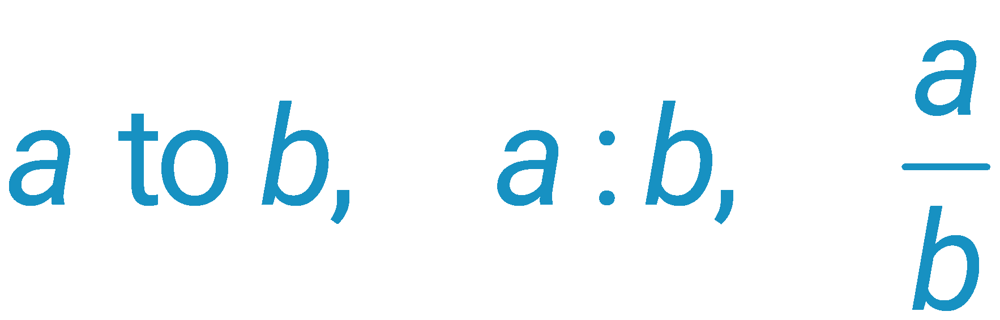 a to b, a : b, a/b